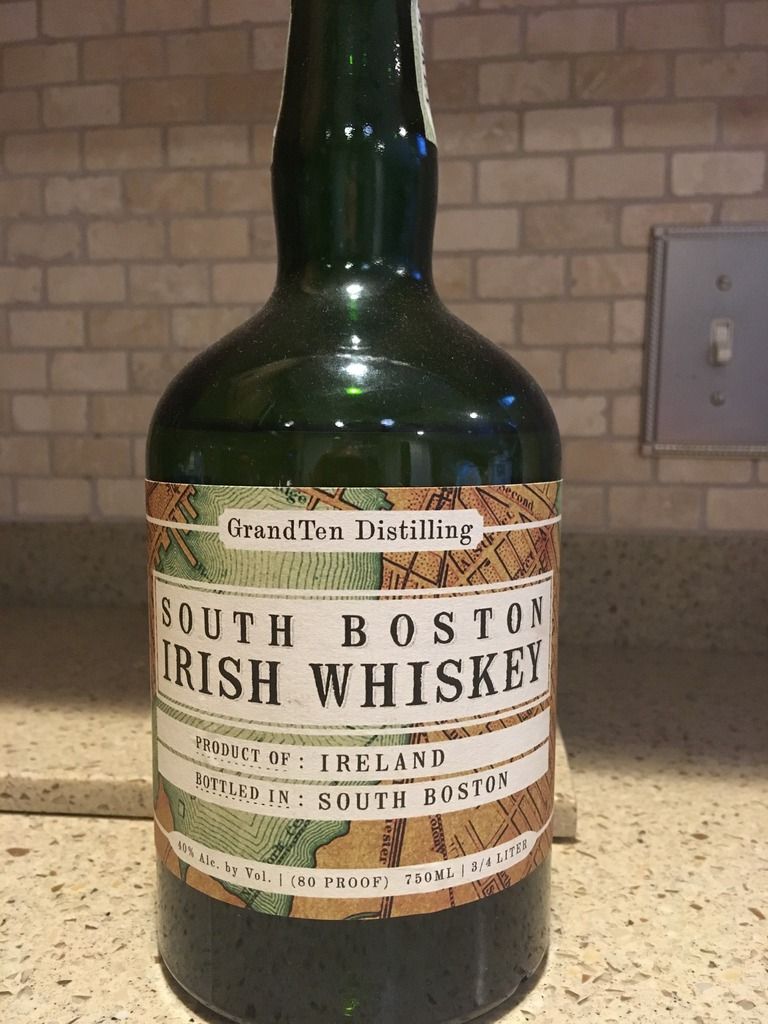 GrandTen Distilling
Second
SOUTH BOSTON
IRISH WHISKEY
PRODUCT OF: IRELAND
BOTTLED IN: SOUTH BOSTON
40% Alc. by Vol. | (80 PROOF) 750ML | 3/4 LITER